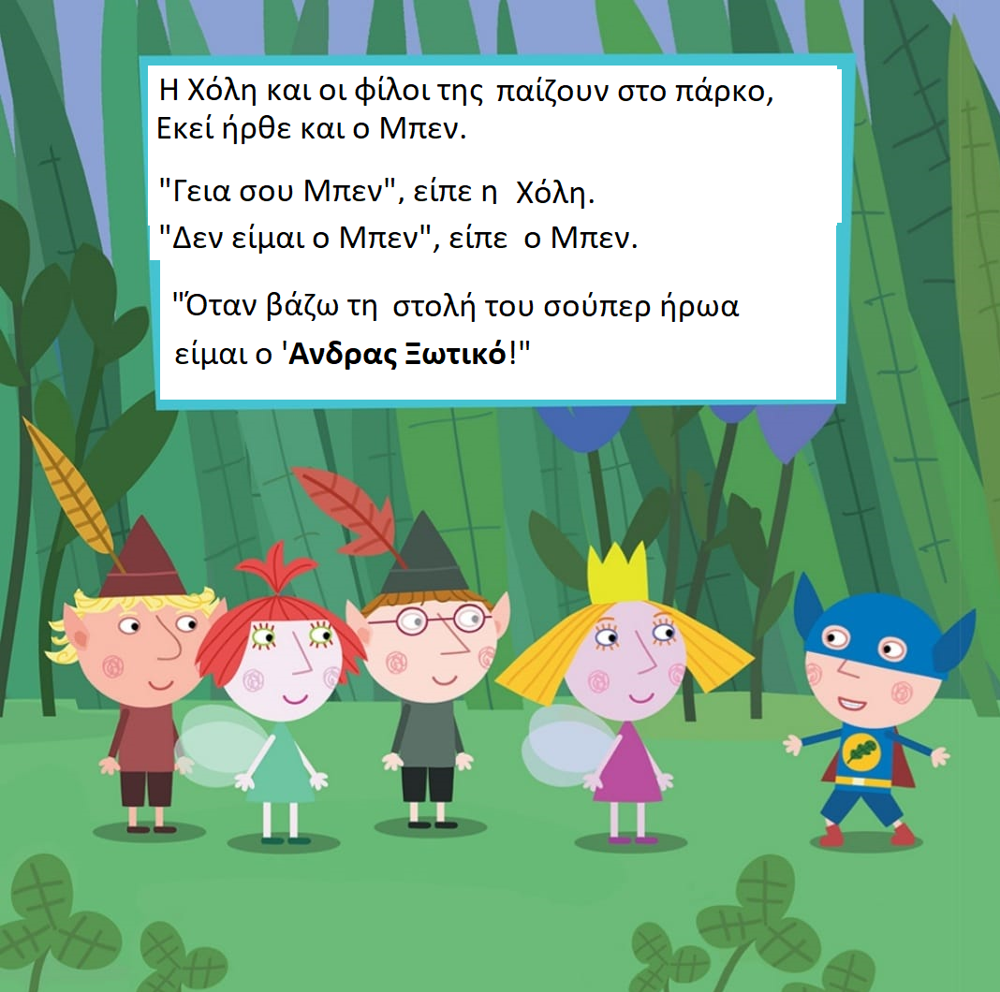 Η Χόλη και οι φίλοι της παίζουν στο πάρκο,
Εκεί ήρθε και ο Μπεν.
"Γεια σου Μπεν", είπε η Χόλη.
"Δεν είμαι ο Μπεν", είπε ο Μπεν.
"Όταν βάζω τη στολή του σούπερ ήρωα
είμαι ο 'Ανδρας Ξωτικό!"